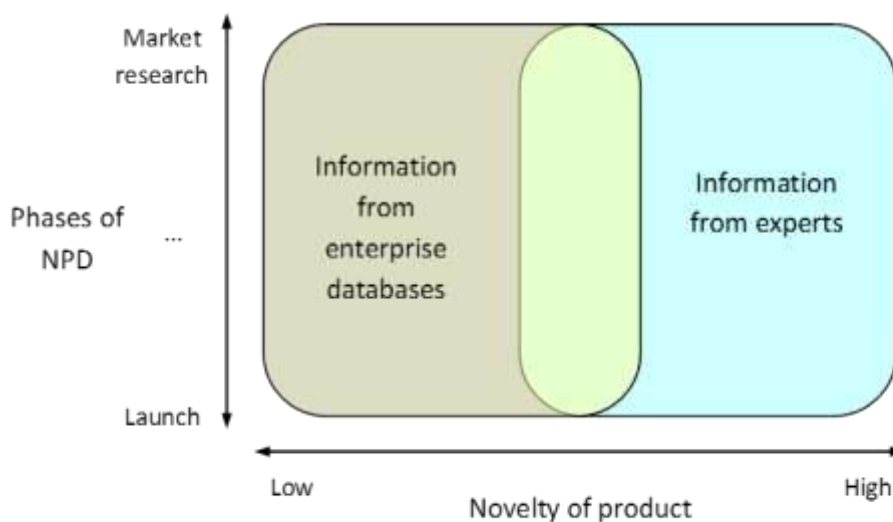 Market
research
Phases of
NPD
...
Launch
Information
from
enterprise
databases
Information
from experts
Low
High
Novelty of product